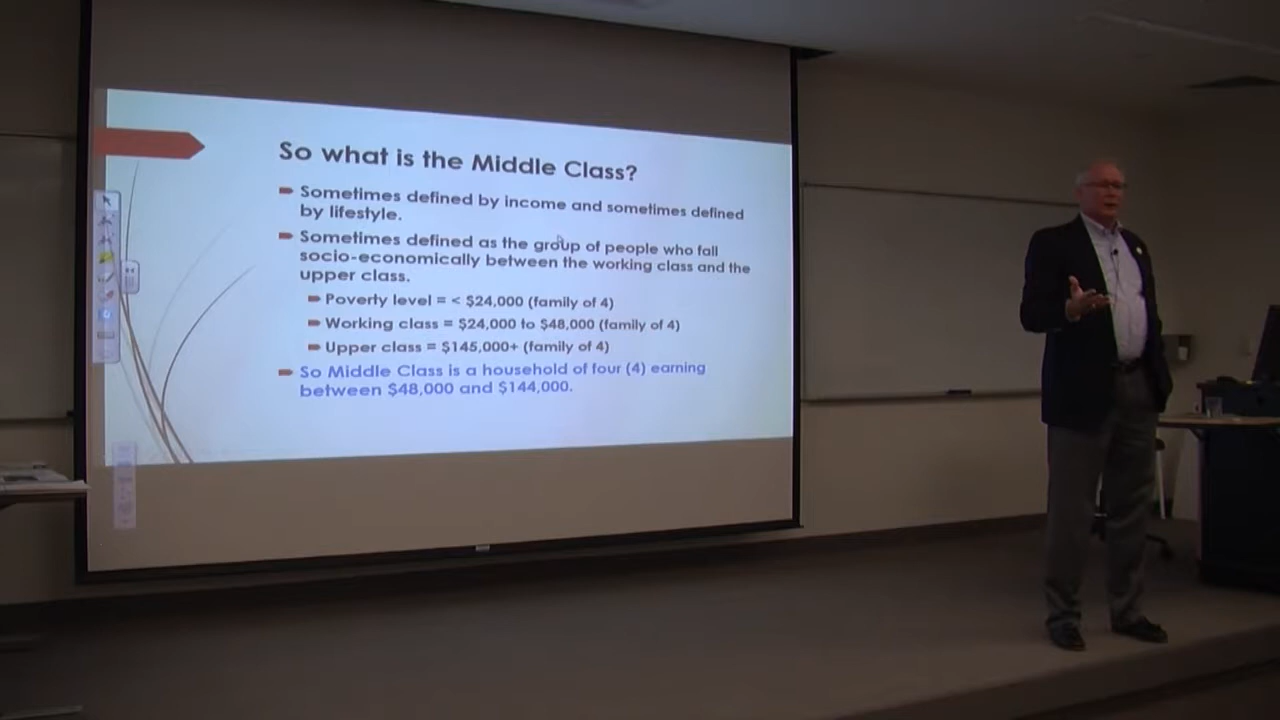 So what is the Middle Class?
Sometimes defined by income and sometimes defined
by lifestyle.
Sometimes defined as the group of people who fall
socio-economically between the working class and the
upper class.
Poverty level = < $24,000 (family of 4)
Working class = $24,000 to $48,000 (family of 4)
Upper class = $145,000+ (family of 4)
So Middle Class is a household of four (4) earning
between $48,000 and $144,000.